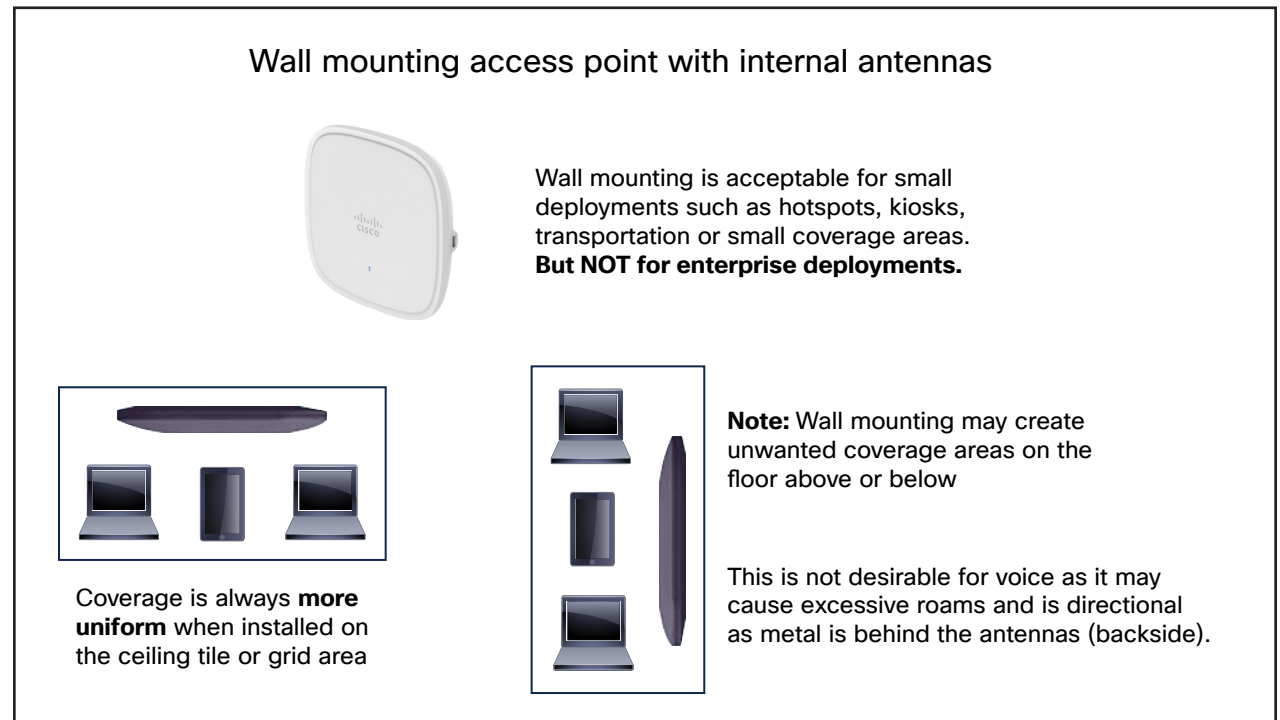 Wall mounting access point with internal antennas
CISCO
Wall mounting is acceptable for small
deployments such as hotspots, kiosks,
transportation or small coverage areas.
But NOT for enterprise deployments.
Note: Wall mounting may create
unwanted coverage areas on the
floor above or below
Coverage is always more
uniform when installed on
the ceiling tile or grid area
This is not desirable for voice as it may
cause excessive roams and is directional
as metal is behind the antennas (backside).